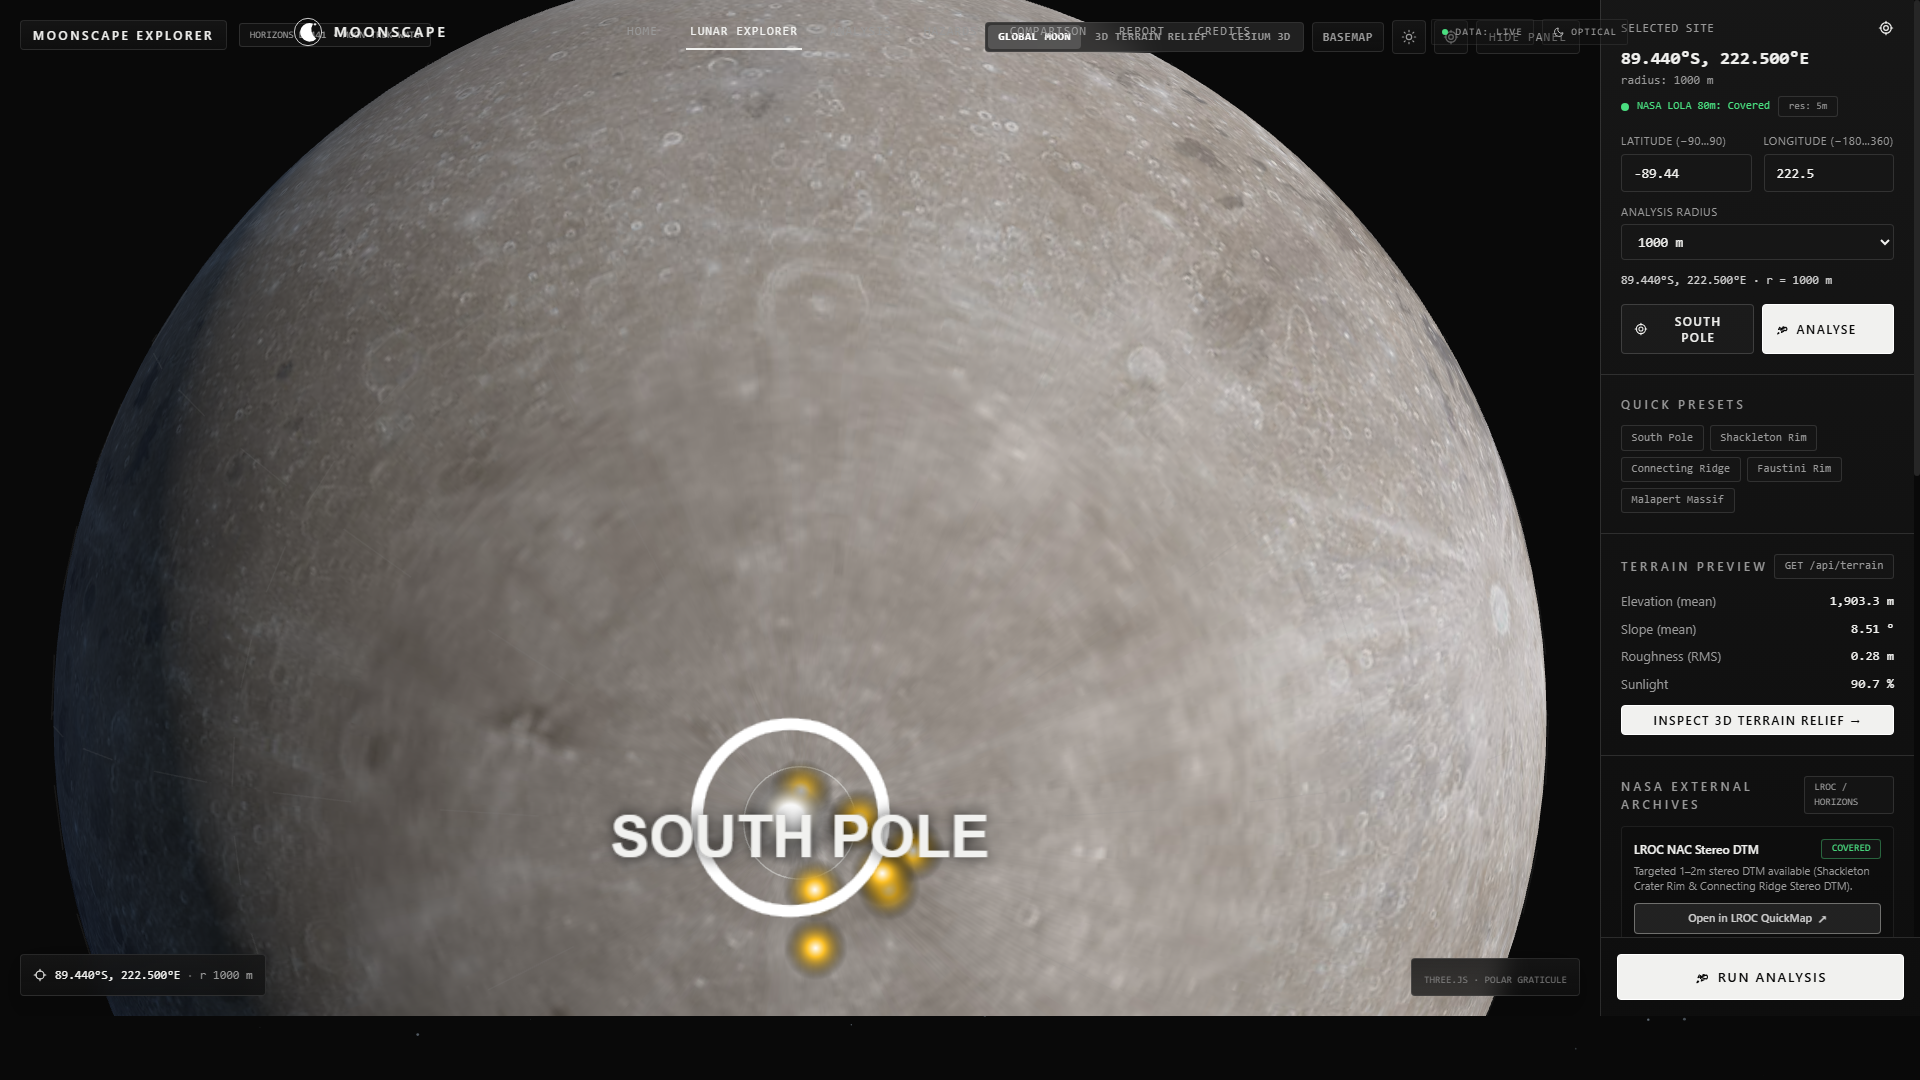 MOONSCAPE EXPLORER
MOONSCAPE
HOME
LUNAR EXPLORER
COMPARISON
REPORT
CREDITS
GLOBAL MOON
3D TERRAIN RELIEF
CESIUM 3D
BASEMAP
HIDE PANEL
DATA: LIVE
OPTICAL
SELECTED SITE
89.440°S, 222.500°E
radius: 1000 m
NASA LOLA 80m: Covered
res: 5m
LATITUDE (−90…90)
LONGITUDE (−180…360)
-89.44
222.5
ANALYSIS RADIUS
1000 m
89.440°S, 222.500°E · r = 1000 m
SOUTH
POLE
ANALYSE
QUICK PRESETS
South Pole
Shackleton Rim
Connecting Ridge
Faustini Rim
Malapert Massif
TERRAIN PREVIEW
GET /api/terrain
Elevation (mean) 1,903.3 m
Slope (mean) 8.51 °
Roughness (RMS) 0.28 m
Sunlight 90.7 %
INSPECT 3D TERRAIN RELIEF →
NASA EXTERNAL
ARCHIVES
LROC /
HORIZONS
LROC NAC Stereo DTM
COVERED
Targeted 1–2m stereo DTM available (Shackleton
Crater Rim & Connecting Ridge Stereo DTM).
Open in LROC QuickMap ↗
RUN ANALYSIS
SOUTH POLE
89.440°S, 222.500°E · r 1000 m
THREE.JS · POLAR GRATICULE